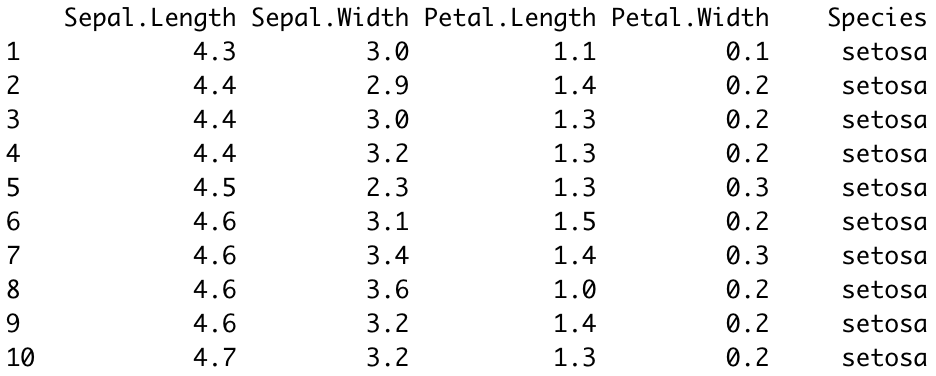 Sepal.Length Sepal.Width Petal.Length Petal.Width Species
1 4.3 3.0 1.1 0.1 setosa
2 4.4 2.9 1.4 0.2 setosa
3 4.4 3.0 1.3 0.2 setosa
4 4.4 3.2 1.3 0.2 setosa
5 4.5 2.3 1.3 0.3 setosa
6 4.6 3.1 1.5 0.2 setosa
7 4.6 3.4 1.4 0.3 setosa
8 4.6 3.6 1.0 0.2 setosa
9 4.6 3.2 1.4 0.2 setosa
10 4.7 3.2 1.3 0.2 setosa